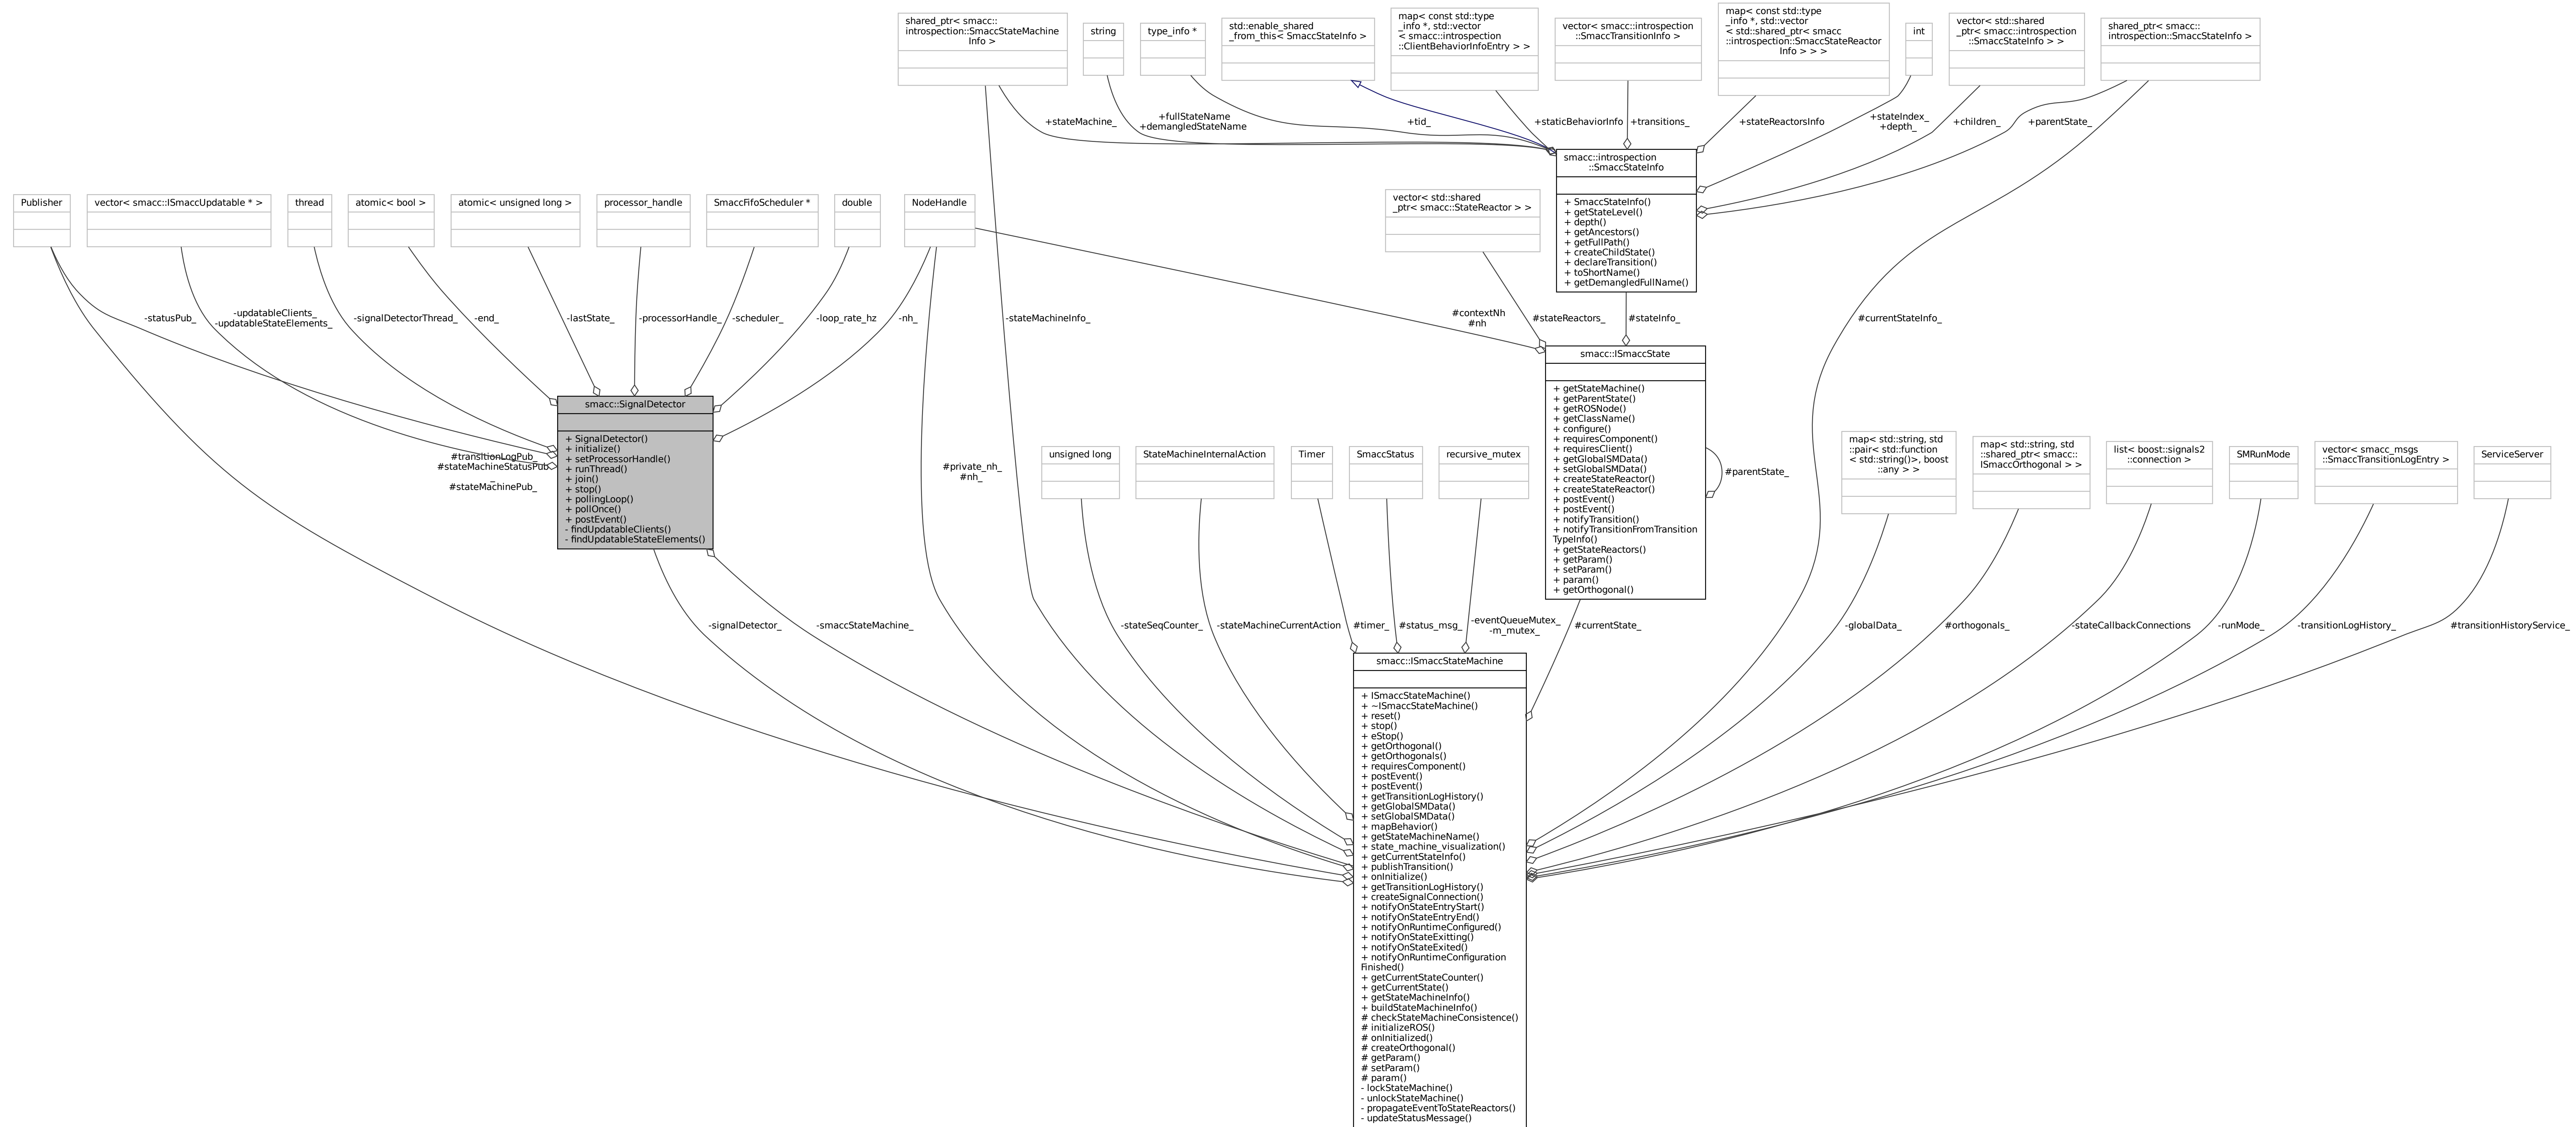 shared_ptr< smacc::
introspection::SmaccStateMachine
Info >
string
type_info *
std::enable_shared
_from_this< SmaccStateInfo >
map< const std::type
_info *, std::vector
< smacc::introspection
::ClientBehaviorInfoEntry > >
vector< smacc::introspection
::SmaccTransitionInfo >
map< const std::type
_info *, std::vector
< std::shared_ptr< smacc
::introspection::SmaccStateReactor
Info > > >
int
vector< std::shared
_ptr< smacc::introspection
::SmaccStateInfo > >
shared_ptr< smacc::
introspection::SmaccStateInfo >
+stateMachine_
+fullStateName
+demangledStateName
+tid_
+staticBehaviorInfo
+transitions_
+stateReactorsInfo
+stateIndex_
+depth_
+children_
+parentState_
smacc::introspection
::SmaccStateInfo
+ SmaccStateInfo()
+ getStateLevel()
+ depth()
+ getAncestors()
+ getFullPath()
+ createChildState()
+ declareTransition()
+ toShortName()
+ getDemangledFullName()
Publisher
vector< smacc::ISmaccUpdatable * >
thread
atomic< bool >
atomic< unsigned long >
processor_handle
SmaccFifoScheduler *
double
NodeHandle
vector< std::shared
_ptr< smacc::StateReactor > >
-statusPub_
-updatableClients_
-updatableStateElements_
-signalDetectorThread_
-end_
-lastState_
-processorHandle_
-scheduler_
-loop_rate_hz
-nh_
-stateMachineInfo_
#contextNh
#nh
#stateReactors_
#stateInfo_
#currentStateInfo_
smacc::SignalDetector
+ SignalDetector()
+ initialize()
+ setProcessorHandle()
+ runThread()
+ join()
+ stop()
+ pollingLoop()
+ pollOnce()
+ postEvent()
- findUpdatableClients()
- findUpdatableStateElements()
#transitionLogPub_
#stateMachineStatusPub
_
#stateMachinePub_
#private_nh_
#nh_
smacc::ISmaccState
+ getStateMachine()
+ getParentState()
+ getROSNode()
+ getClassName()
+ configure()
+ requiresComponent()
+ requiresClient()
+ getGlobalSMData()
+ setGlobalSMData()
+ createStateReactor()
+ createStateReactor()
+ postEvent()
+ postEvent()
+ notifyTransition()
+ notifyTransitionFromTransition
TypeInfo()
+ getStateReactors()
+ getParam()
+ setParam()
+ param()
+ getOrthogonal()
#parentState_
unsigned long
StateMachineInternalAction
Timer
SmaccStatus
recursive_mutex
map< std::string, std
::pair< std::function
< std::string()>, boost
::any > >
map< std::string, std
::shared_ptr< smacc::
ISmaccOrthogonal > >
list< boost::signals2
::connection >
SMRunMode
vector< smacc_msgs
::SmaccTransitionLogEntry >
ServiceServer
-signalDetector_
-smaccStateMachine_
-stateSeqCounter_
-stateMachineCurrentAction
#timer_
#status_msg_
-eventQueueMutex_
-m_mutex_
#currentState_
-globalData_
#orthogonals_
-stateCallbackConnections
-runMode_
-transitionLogHistory_
#transitionHistoryService_
smacc::ISmaccStateMachine
+ ISmaccStateMachine()
+ ~ISmaccStateMachine()
+ reset()
+ stop()
+ eStop()
+ getOrthogonal()
+ getOrthogonals()
+ requiresComponent()
+ postEvent()
+ postEvent()
+ getTransitionLogHistory()
+ getGlobalSMData()
+ setGlobalSMData()
+ mapBehavior()
+ getStateMachineName()
+ state_machine_visualization()
+ getCurrentStateInfo()
+ publishTransition()
+ onInitialize()
+ getTransitionLogHistory()
+ createSignalConnection()
+ notifyOnStateEntryStart()
+ notifyOnStateEntryEnd()
+ notifyOnRuntimeConfigured()
+ notifyOnStateExitting()
+ notifyOnStateExited()
+ notifyOnRuntimeConfiguration
Finished()
+ getCurrentStateCounter()
+ getCurrentState()
+ getStateMachineInfo()
+ buildStateMachineInfo()
# checkStateMachineConsistence()
# initializeROS()
# onInitialized()
# createOrthogonal()
# getParam()
# setParam()
# param()
- lockStateMachine()
- unlockStateMachine()
- propagateEventToStateReactors()
- updateStatusMessage()